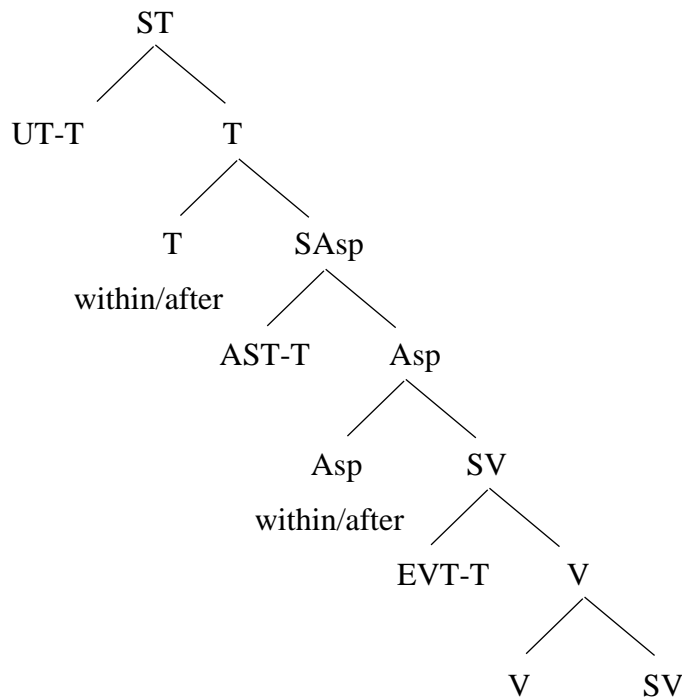 ST
UT-T T
T SAsp
within/after
AST-T Asp
Asp SV
within/after
EVT-T V
V SV